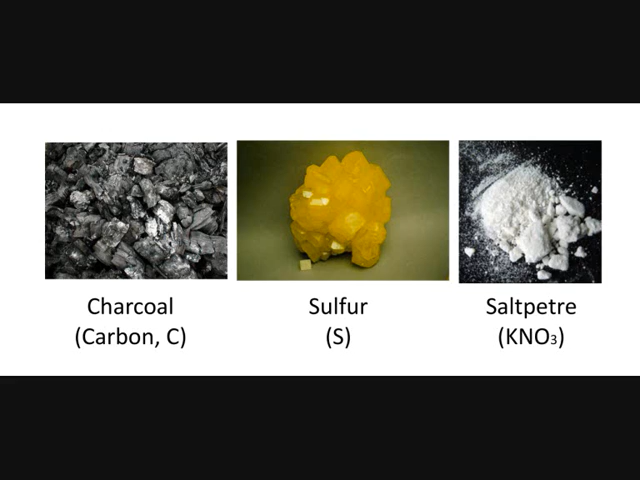 Charcoal
(Carbon, C)
Sulfur
(S)
Saltpetre
(KNO₃)